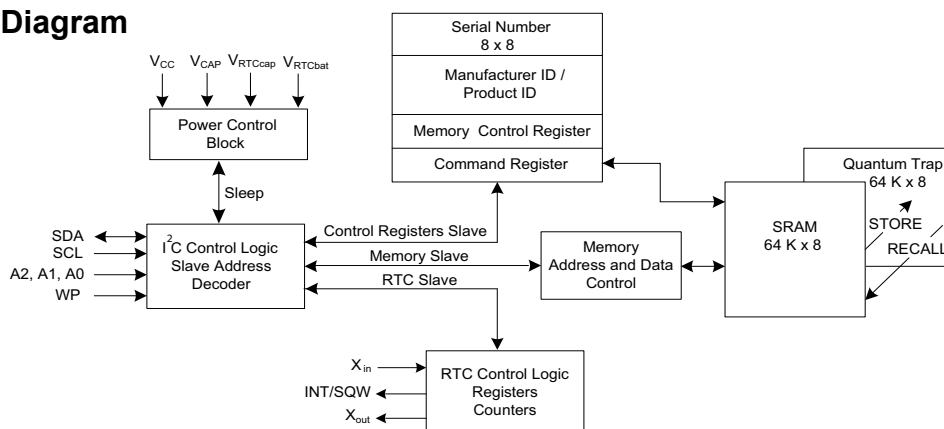 Diagram
Serial Number
8 x 8
Manufacturer ID /
Product ID
Memory Control Register
Command Register
VCC VCAP VRTCcap VRTCbat
Power Control
Block
Sleep
Quantum Trap
64 K x 8
SRAM
64 K x 8
STORE
RECALL
SDA
SCL
A2, A1, A0
WP
I2C Control Logic
Slave Address
Decoder
Control Registers Slave
Memory Slave
RTC Slave
Memory
Address and Data
Control
Xin
INT/SQW
Xout
RTC Control Logic
Registers
Counters